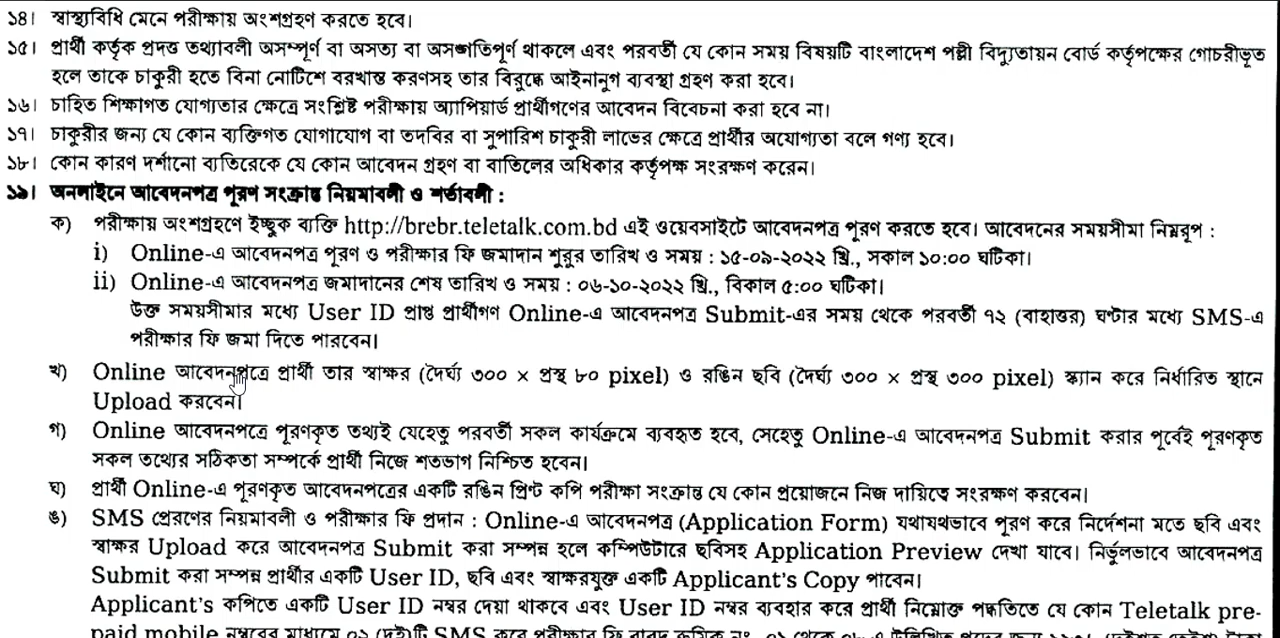 ১৪। স্বাস্থ্যবিধি মেনে পরীক্ষায় অংশগ্রহণ করতে হবে।
১৫। প্রার্থী কর্তৃক প্রদত্ত তথ্যাবলী অসম্পূর্ণ বা অসত্য বা অসঙ্গতিপূর্ণ থাকলে এবং পরবর্তী যে কোন সময় বিষয়টি বাংলাদেশ পল্লী বিদ্যুতায়ন বোর্ড কর্তৃপক্ষের গোচরীভূত
হলে তাকে চাকুরী হতে বিনা নোটিশে বরখাস্ত করণসহ তার বিরুদ্ধে আইনানুগ ব্যবস্থা গ্রহণ করা হবে।
১৬। চাহিত শিক্ষাগত যোগ্যতার ক্ষেত্রে সংশ্লিষ্ট পরীক্ষায় অ্যাপিয়ার্ড প্রার্থীগণের আবেদন বিবেচনা করা হবে না।
১৭। চাকুরীর জন্য যে কোন ব্যক্তিগত যোগাযোগ বা তদবির বা সুপারিশ চাকুরী লাভের ক্ষেত্রে প্রার্থীর অযোগ্যতা বলে গণ্য হবে।
১৮। কোন কারণ দর্শানো ব্যতিরেকে যে কোন আবেদন গ্রহণ বা বাতিলের অধিকার কর্তৃপক্ষ সংরক্ষণ করেন।
১৯। অনলাইনে আবেদনপত্র পূরণ সংক্রান্ত নিয়মাবলী ও শর্তাবলী :
ক) পরীক্ষায় অংশগ্রহণে ইচ্ছুক ব্যক্তি http://brebr.teletalk.com.bd এই ওয়েবসাইটে আবেদনপত্র পূরণ করতে হবে। আবেদনের সময়সীমা নিম্নরূপ :
i) Online-এ আবেদনপত্র পূরণ ও পরীক্ষার ফি জমাদান শুরুর তারিখ ও সময় : ১৫-০৯-২০২২ খ্রি., সকাল ১০:০০ ঘটিকা।
ii) Online-এ আবেদনপত্র জমাদানের শেষ তারিখ ও সময় : ০৬-১০-২০২২ খ্রি., বিকাল ৫:০০ ঘটিকা।
উক্ত সময়সীমার মধ্যে User ID প্রাপ্ত প্রার্থীগণ Online-এ আবেদনপত্র Submit-এর সময় থেকে পরবর্তী ৭২ (বাহাত্তর) ঘণ্টার মধ্যে SMS-এ
পরীক্ষার ফি জমা দিতে পারবেন।
খ) Online আবেদনপত্রে প্রার্থী তার স্বাক্ষর (দৈর্ঘ্য ৩০০ × প্রস্থ ৮০ pixel) ও রঙিন ছবি (দৈর্ঘ্য ৩০০ × প্রস্থ ৩০০ pixel) স্ক্যান করে নির্ধারিত স্থানে
Upload করবেন।
গ) Online আবেদনপত্রে পূরণকৃত তথ্যই যেহেতু পরবর্তী সকল কার্যক্রমে ব্যবহৃত হবে, সেহেতু Online-এ আবেদনপত্র Submit করার পূর্বেই পূরণকৃত
সকল তথ্যের সঠিকতা সম্পর্কে প্রার্থী নিজে শতভাগ নিশ্চিত হবেন।
ঘ) প্রার্থী Online-এ পূরণকৃত আবেদনপত্রের একটি রঙিন প্রিন্ট কপি পরীক্ষা সংক্রান্ত যে কোন প্রয়োজনে নিজ দায়িত্বে সংরক্ষণ করবেন।
ঙ) SMS প্রেরণের নিয়মাবলী ও পরীক্ষার ফি প্রদান : Online-এ আবেদনপত্র (Application Form) যথাযথভাবে পূরণ করে নির্দেশনা মতে ছবি এবং
স্বাক্ষর Upload করে আবেদনপত্র Submit করা সম্পন্ন হলে কম্পিউটারে ছবিসহ Application Preview দেখা যাবে। নির্ভুলভাবে আবেদনপত্র
Submit করা সম্পন্ন প্রার্থীর একটি User ID, ছবি এবং স্বাক্ষরযুক্ত একটি Applicant's Copy পাবেন।
Applicant's কপিতে একটি User ID নম্বর দেয়া থাকবে এবং User ID নম্বর ব্যবহার করে প্রার্থী নিম্নোক্ত পদ্ধতিতে যে কোন Teletalk pre-
paid mobile নম্বরের মাধ্যমে ০২ (দুই)টি SMS করে পরীক্ষার ফি বাবদ ক্রমিক নং